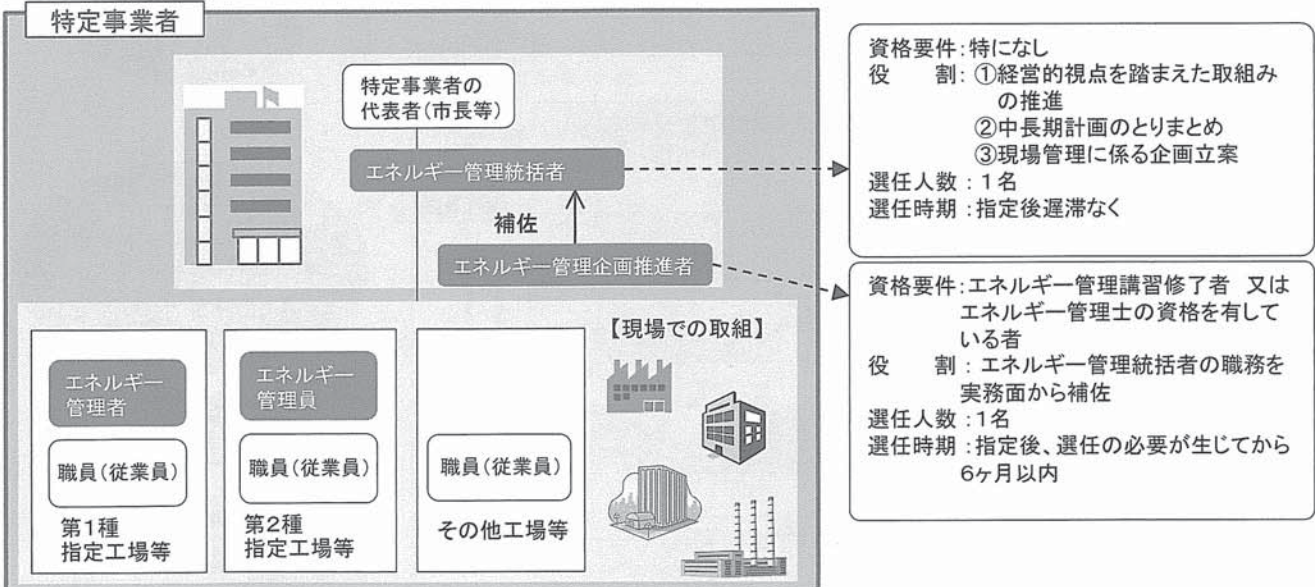 特定事業者
特定事業者の
代表者(市長等)
エネルギー管理統括者
補佐
エネルギー管理企画推進者
【現場での取組】
エネルギー
管理者
職員(従業員)
第1種
指定工場等
エネルギー
管理員
職員(従業員)
第2種
指定工場等
職員(従業員)
その他工場等
資格要件:特になし
役　　割:①経営的視点を踏まえた取組み
の推進
②中長期計画のとりまとめ
③現場管理に係る企画立案
選任人数:1名
選任時期:指定後遅滞なく
資格要件:エネルギー管理講習修了者 又は
エネルギー管理士の資格を有して
いる者
役　　割:エネルギー管理統括者の職務を
実務面から補佐
選任人数:1名
選任時期:指定後、選任の必要が生じてから
6ヶ月以内